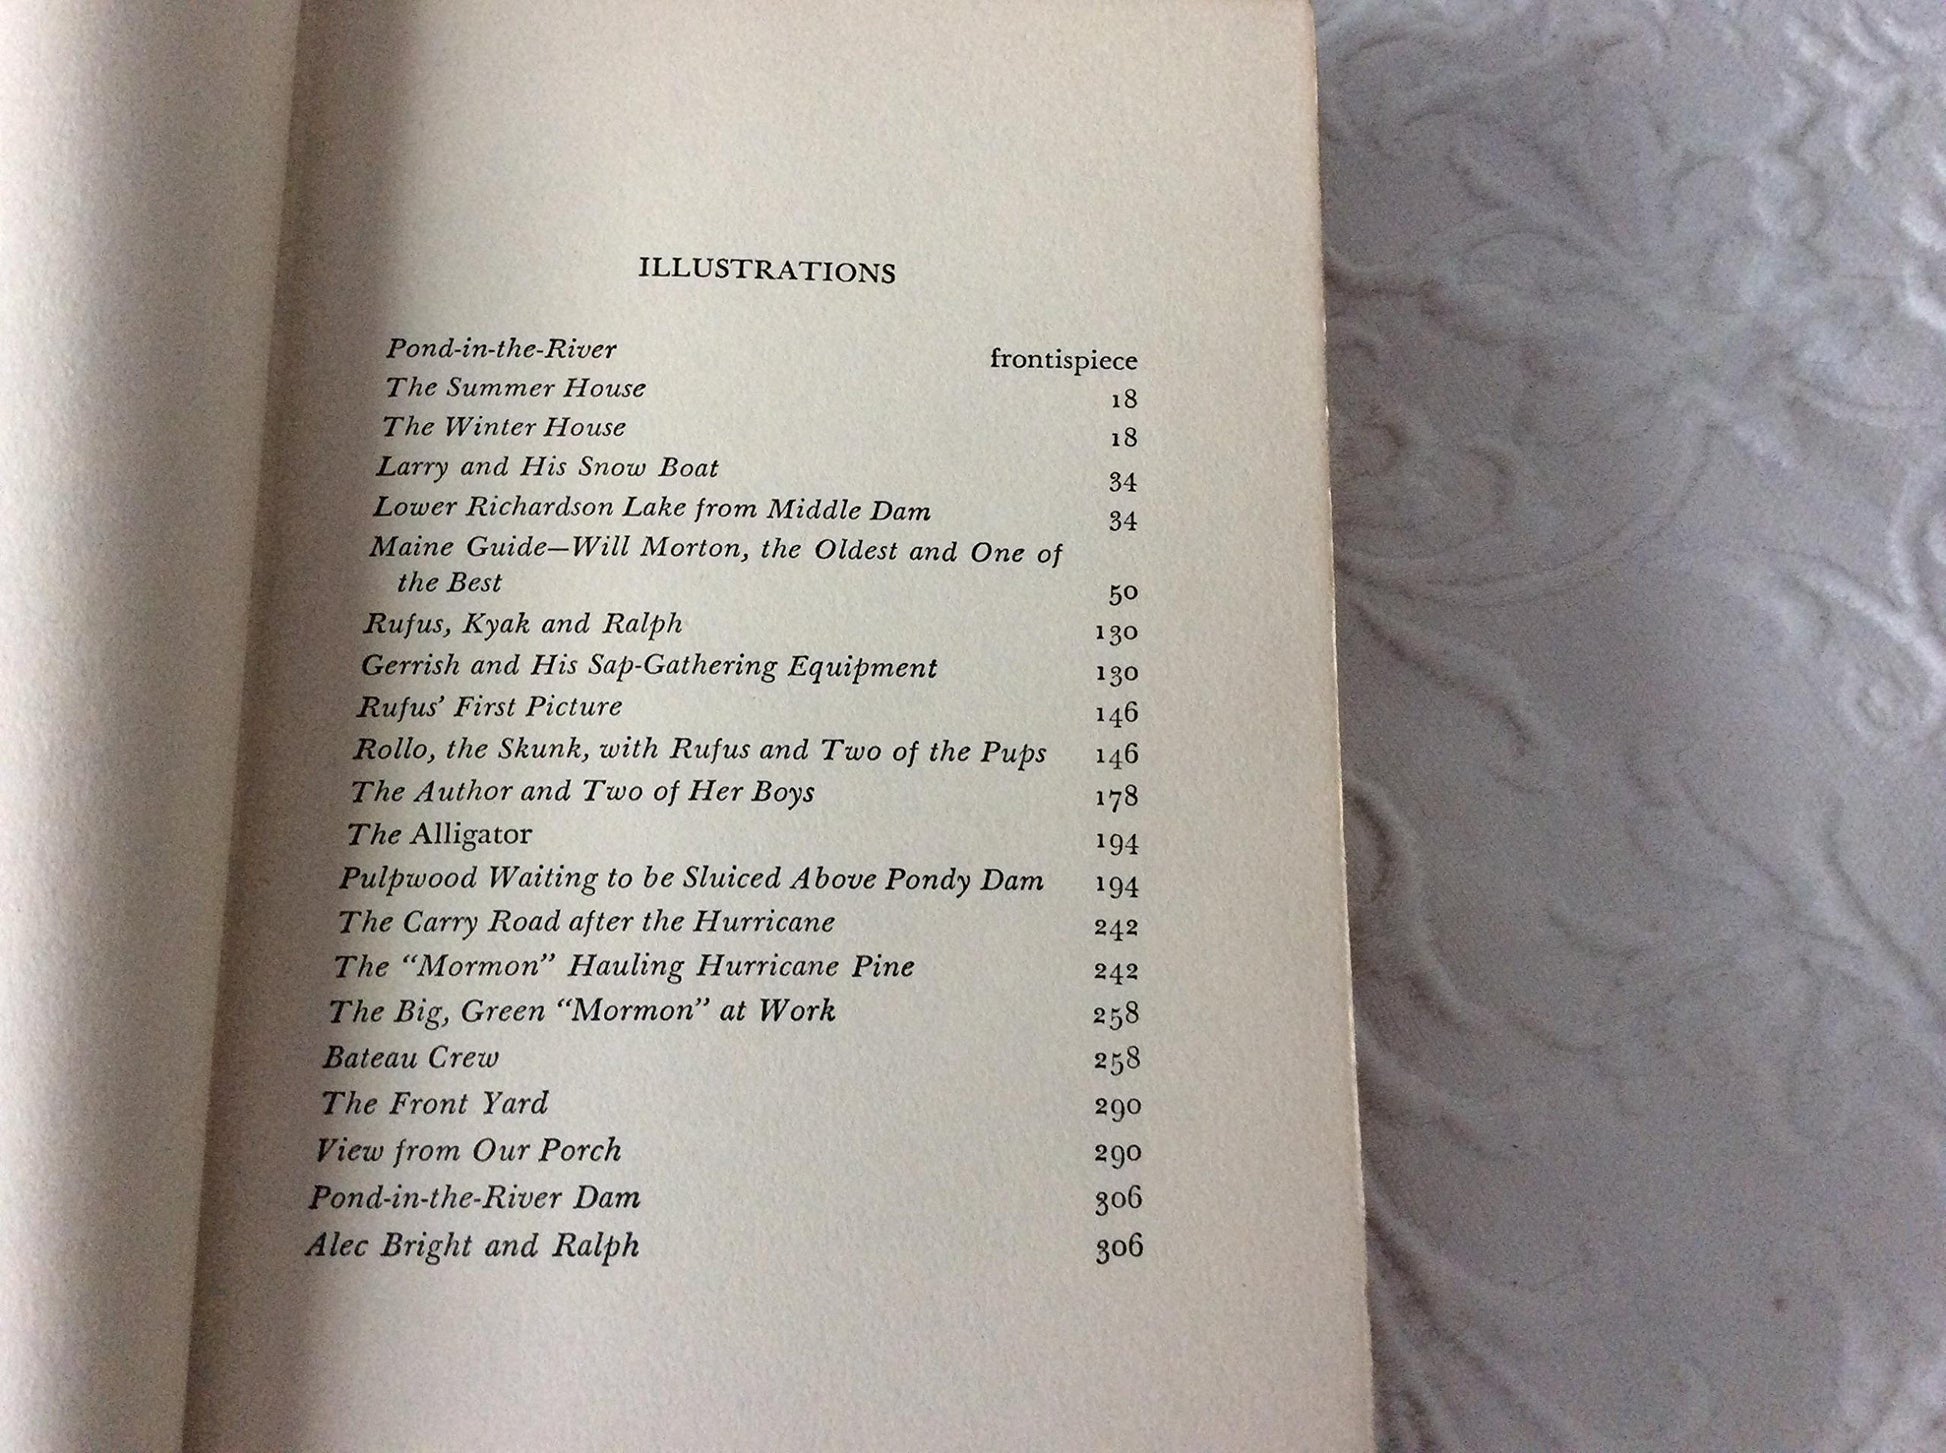 ILLUSTRATIONS
Pond-in-the-River frontispiece
The Summer House 18
The Winter House 18
Larry and His Snow Boat 34
Lower Richardson Lake from Middle Dam 34
Maine Guide—Will Morton, the Oldest and One of
the Best 50
Rufus, Kyak and Ralph 130
Gerrish and His Sap-Gathering Equipment 130
Rufus’ First Picture 146
Rollo, the Skunk, with Rufus and Two of the Pups 146
The Author and Two of Her Boys 178
The Alligator 194
Pulpwood Waiting to be Sluiced Above Pondy Dam 194
The Carry Road after the Hurricane 242
The “Mormon” Hauling Hurricane Pine 242
The Big, Green “Mormon” at Work 258
Bateau Crew 258
The Front Yard 290
View from Our Porch 290
Pond-in-the-River Dam 306
Alec Bright and Ralph 306